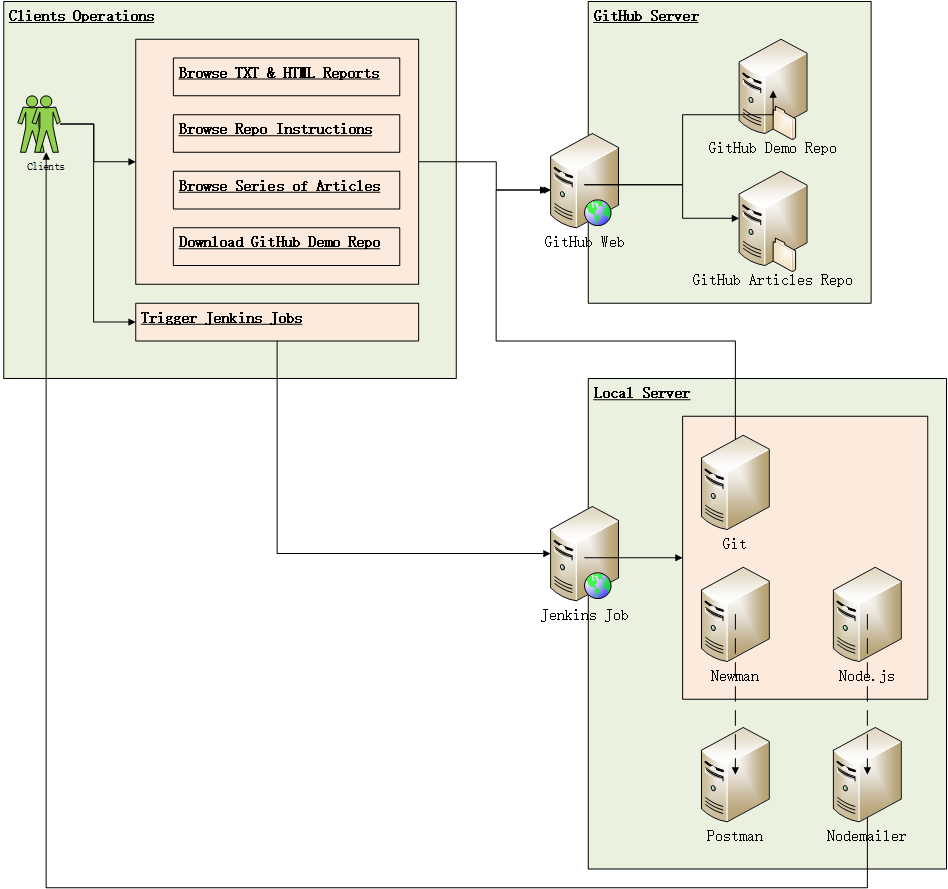 Clients Operations
Browse TXT & HTML Reports
Browse Repo Instructions
Browse Series of Articles
Download GitHub Demo Repo
Clients
Trigger Jenkins Jobs
GitHub Server
GitHub Demo Repo
GitHub Web
GitHub Articles Repo
Local Server
Git
Jenkins Job
Newman
Node.js
Postman
Nodemailer